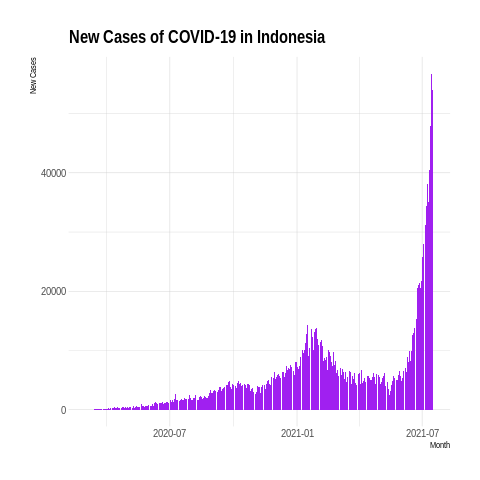 New Cases of COVID-19 in Indonesia
New Cases
40000
20000
0
2020-07
2021-01
2021-07
Month